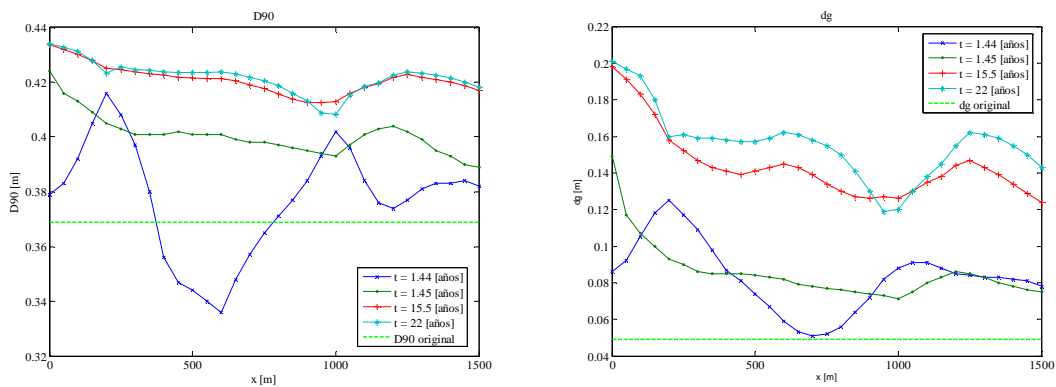 D90
0.44
0.42
0.4
0.38
0.36
0.34
0.32
D90 [m]
0
500
1000
1500
x [m]
t = 1.44 [años]
t = 1.45 [años]
t = 15.5 [años]
t = 22 [años]
D90 original
dg
0.22
0.2
0.18
0.16
0.14
0.12
0.1
0.08
0.06
0.04
dg [m]
0
500
1000
1500
x [m]
t = 1.44 [años]
t = 1.45 [años]
t = 15.5 [años]
t = 22 [años]
dg original